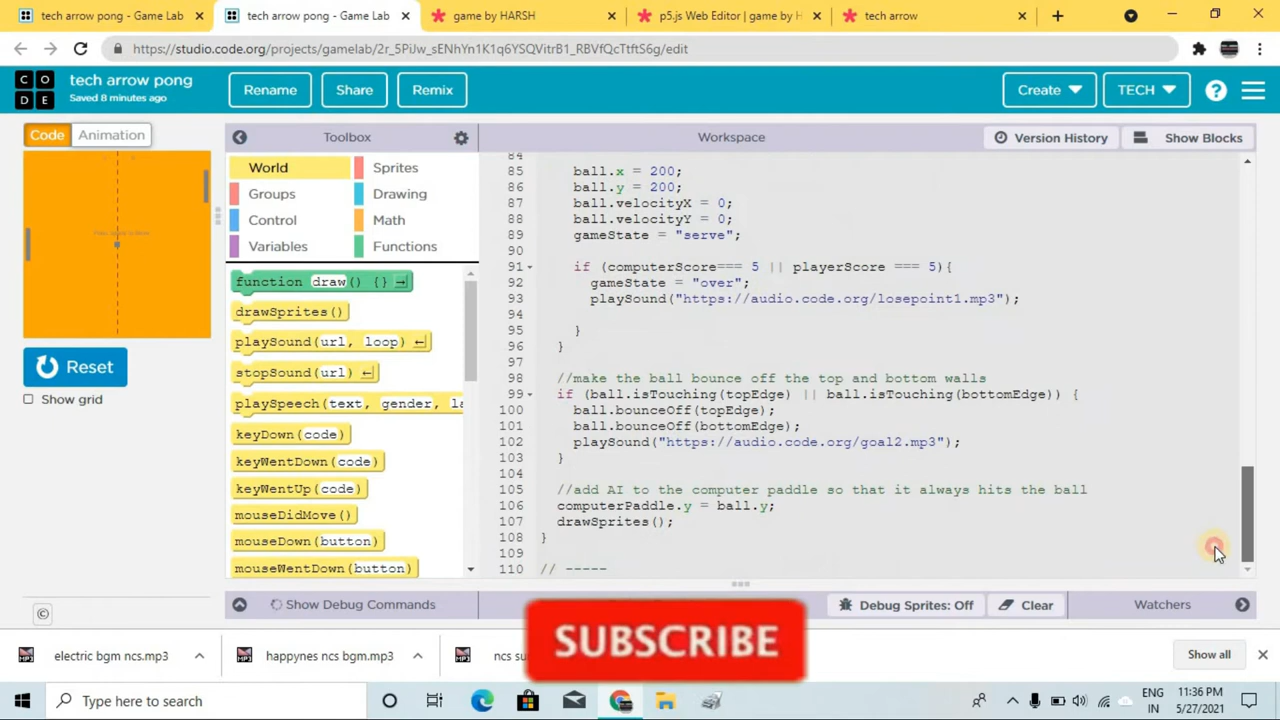 tech arrow pong - Game Lab
tech arrow pong - Game Lab
game by HARSH
p5.js Web Editor | game by H
tech arrow
https://studio.code.org/projects/gamelab/2r_5PiJw_sENhYn1K1q6YSQVitrB1_RBVfQcTtftS6g/edit
C O
D E
tech arrow pong
Saved 8 minutes ago
Rename
Share
Remix
Create
TECH
?
Code
Animation
Toolbox
Workspace
Version History
Show Blocks
World
Sprites
Groups
Drawing
Control
Math
Variables
Functions
function draw() {}
drawSprites()
playSound(url, loop)
stopSound(url)
playSpeech(text, gender, la
keyDown(code)
keyWentDown(code)
keyWentUp(code)
mouseDidMove()
mouseDown(button)
mouseWentDown(button)
Reset
Show grid
84
85 ball.x = 200;
86 ball.y = 200;
87 ball.velocityX = 0;
88 ball.velocityY = 0;
89 gameState = "serve";
90
91 if (computerScore=== 5 || playerScore === 5){
92 gameState = "over";
93 playSound("https://audio.code.org/losepoint1.mp3");
94
95 }
96 }
97
98 //make the ball bounce off the top and bottom walls
99 if (ball.isTouching(topEdge) || ball.isTouching(bottomEdge)) {
100 ball.bounceOff(topEdge);
101 ball.bounceOff(bottomEdge);
102 playSound("https://audio.code.org/goal2.mp3");
103 }
104
105 //add AI to the computer paddle so that it always hits the ball
106 computerPaddle.y = ball.y;
107 drawSprites();
108 }
109
110 // -----
©
Show Debug Commands
Debug Sprites: Off
Clear
Watchers
SUBSCRIBE
electric bgm ncs.mp3
happynes ncs bgm.mp3
Show all
Type here to search
ENG
IN
11:36 PM
5/27/2021